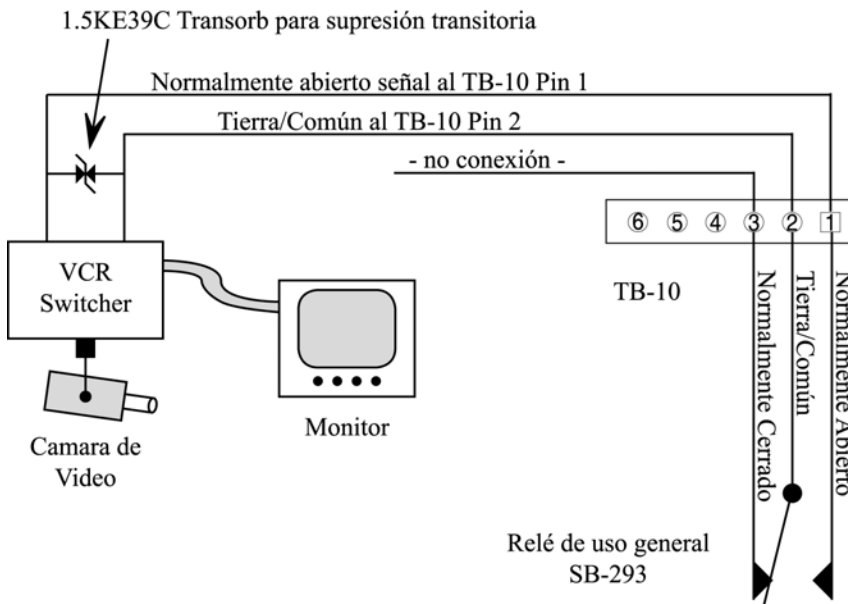 1.5KE39C Transorb para supresión transitoria
Normalmente abierto señal al TB-10 Pin 1
Tierra/Común al TB-10 Pin 2
- no conexión -
6 5 4 3 2 1
VCR
Switcher
TB-10
Normalmente Cerrado
Tierra/Común
Normalmente Abierto
Monitor
Camara de
Video
Relé de uso general
SB-293